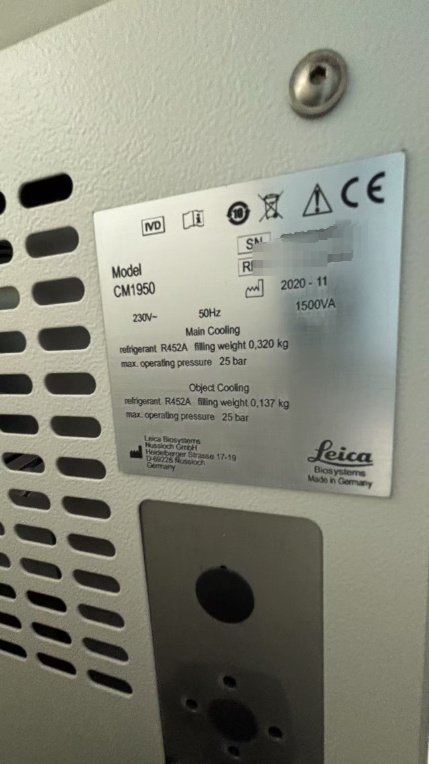 IVD
CE
SN
Model
CM1950
2020 - 11
230V~ 50Hz 1500VA
Main Cooling
refrigerant R452A filling weight 0,320 kg
max. operating pressure 25 bar
Object Cooling
refrigerant R452A filling weight 0,137 kg
max. operating pressure 25 bar
Leica Biosystems
Nussloch GmbH
Heidelberger Strasse 17-19
D-69226 Nussloch
Germany
Leica
Biosystems
Made in Germany